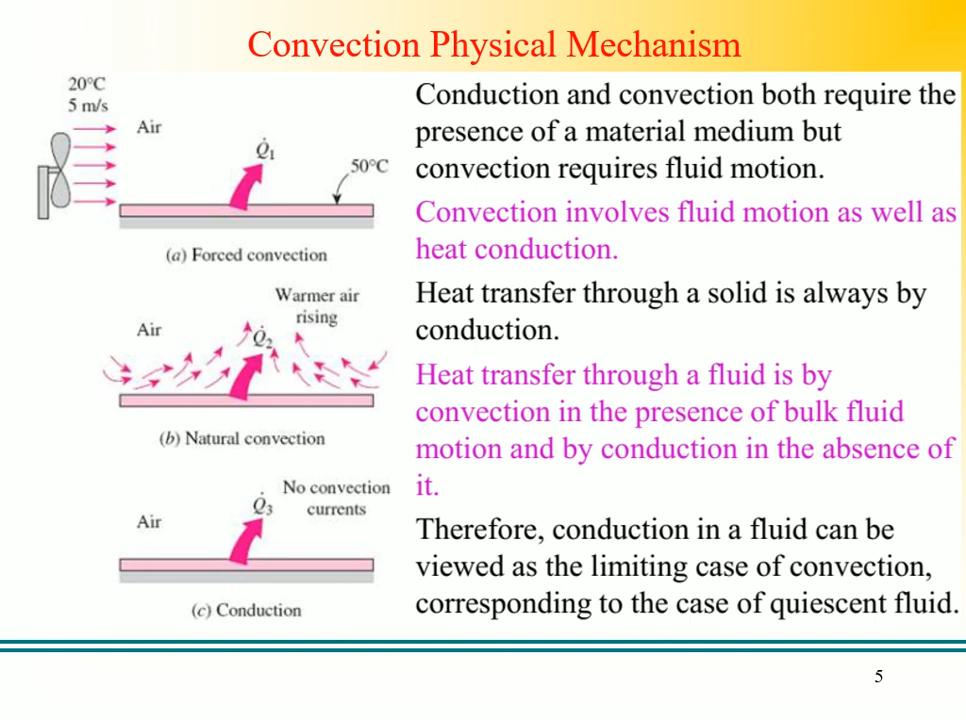 Convection Physical Mechanism
20°C
5 m/s
Air
Q̇1
50°C
(a) Forced convection
Warmer air
rising
Air
Q̇2
(b) Natural convection
No convection
currents
Air
Q̇3
(c) Conduction
Conduction and convection both require the
presence of a material medium but
convection requires fluid motion.
Convection involves fluid motion as well as
heat conduction.
Heat transfer through a solid is always by
conduction.
Heat transfer through a fluid is by
convection in the presence of bulk fluid
motion and by conduction in the absence of
it.
Therefore, conduction in a fluid can be
viewed as the limiting case of convection,
corresponding to the case of quiescent fluid.
5